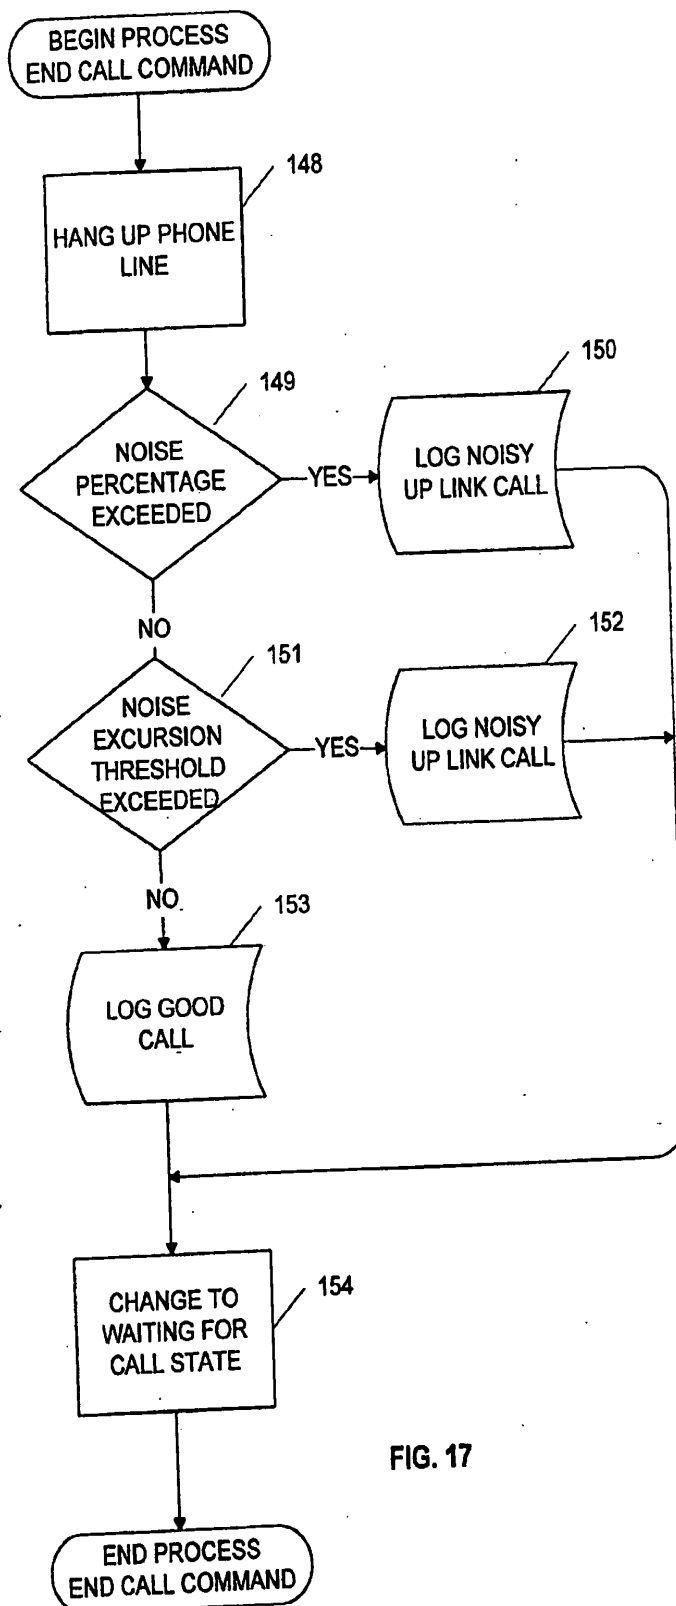 BEGIN PROCESS
END CALL COMMAND
148
HANG UP PHONE
LINE
149
NOISE
PERCENTAGE
EXCEEDED
YES
150
LOG NOISY
UP LINK CALL
NO
151
NOISE
EXCURSION
THRESHOLD
EXCEEDED
YES
152
LOG NOISY
UP LINK CALL
NO
153
LOG GOOD
CALL
154
CHANGE TO
WAITING FOR
CALL STATE
FIG. 17
END PROCESS
END CALL COMMAND